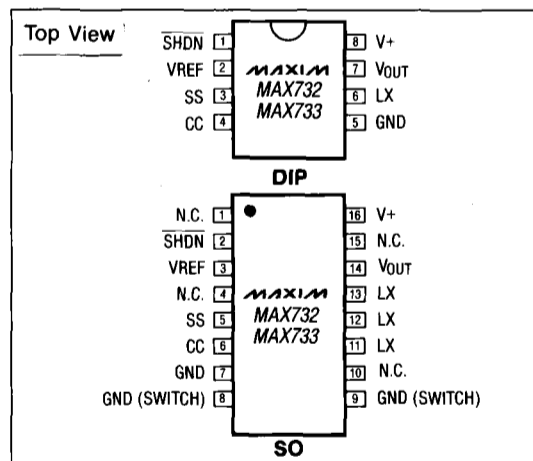 Top View
SHDN 1 8 V+
VREF 2 7 VOUT
SS 3 6 LX
CC 4 5 GND
MAXIM
MAX732
MAX733
DIP
N.C. 1 16 V+
SHDN 2 15 N.C.
VREF 3 14 VOUT
N.C. 4 13 LX
SS 5 12 LX
CC 6 11 LX
GND 7 10 N.C.
GND (SWITCH) 8 9 GND (SWITCH)
MAXIM
MAX732
MAX733
SO